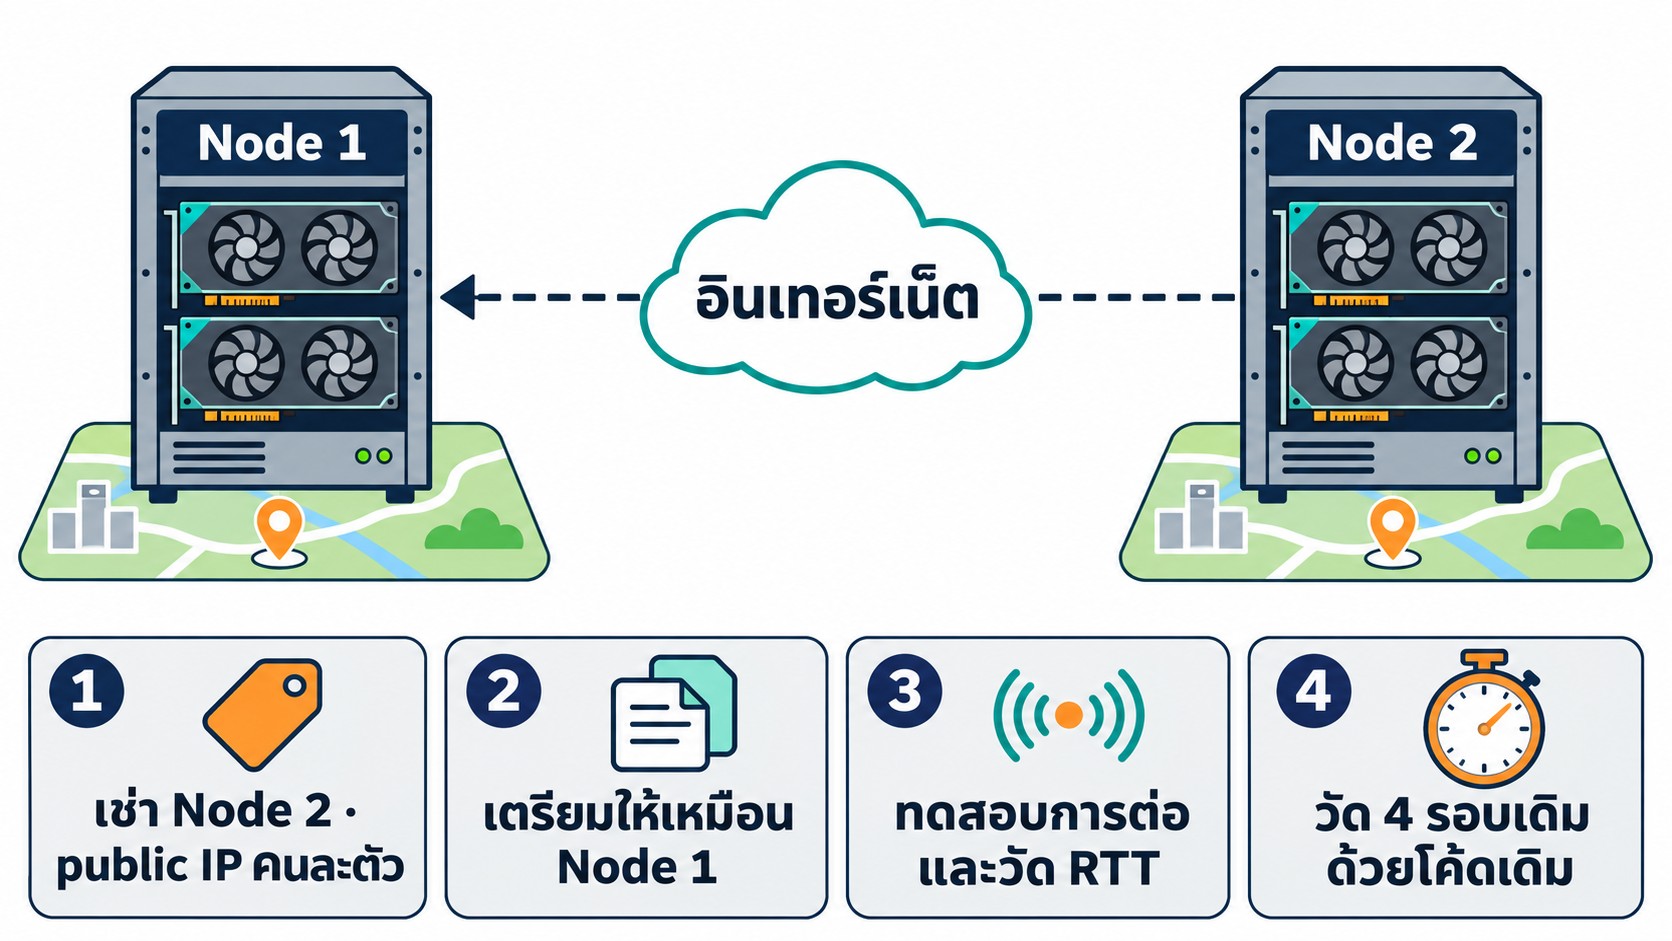 Node 1
Node 2
อินเทอร์เน็ต
1
เช่า Node 2 ·
public IP คนละตัว
2
เตรียมให้เหมือน
Node 1
3
ทดสอบการต่อ
และวัด RTT
4
วัด 4 รอบเดิม
ด้วยโค้ดเดิม